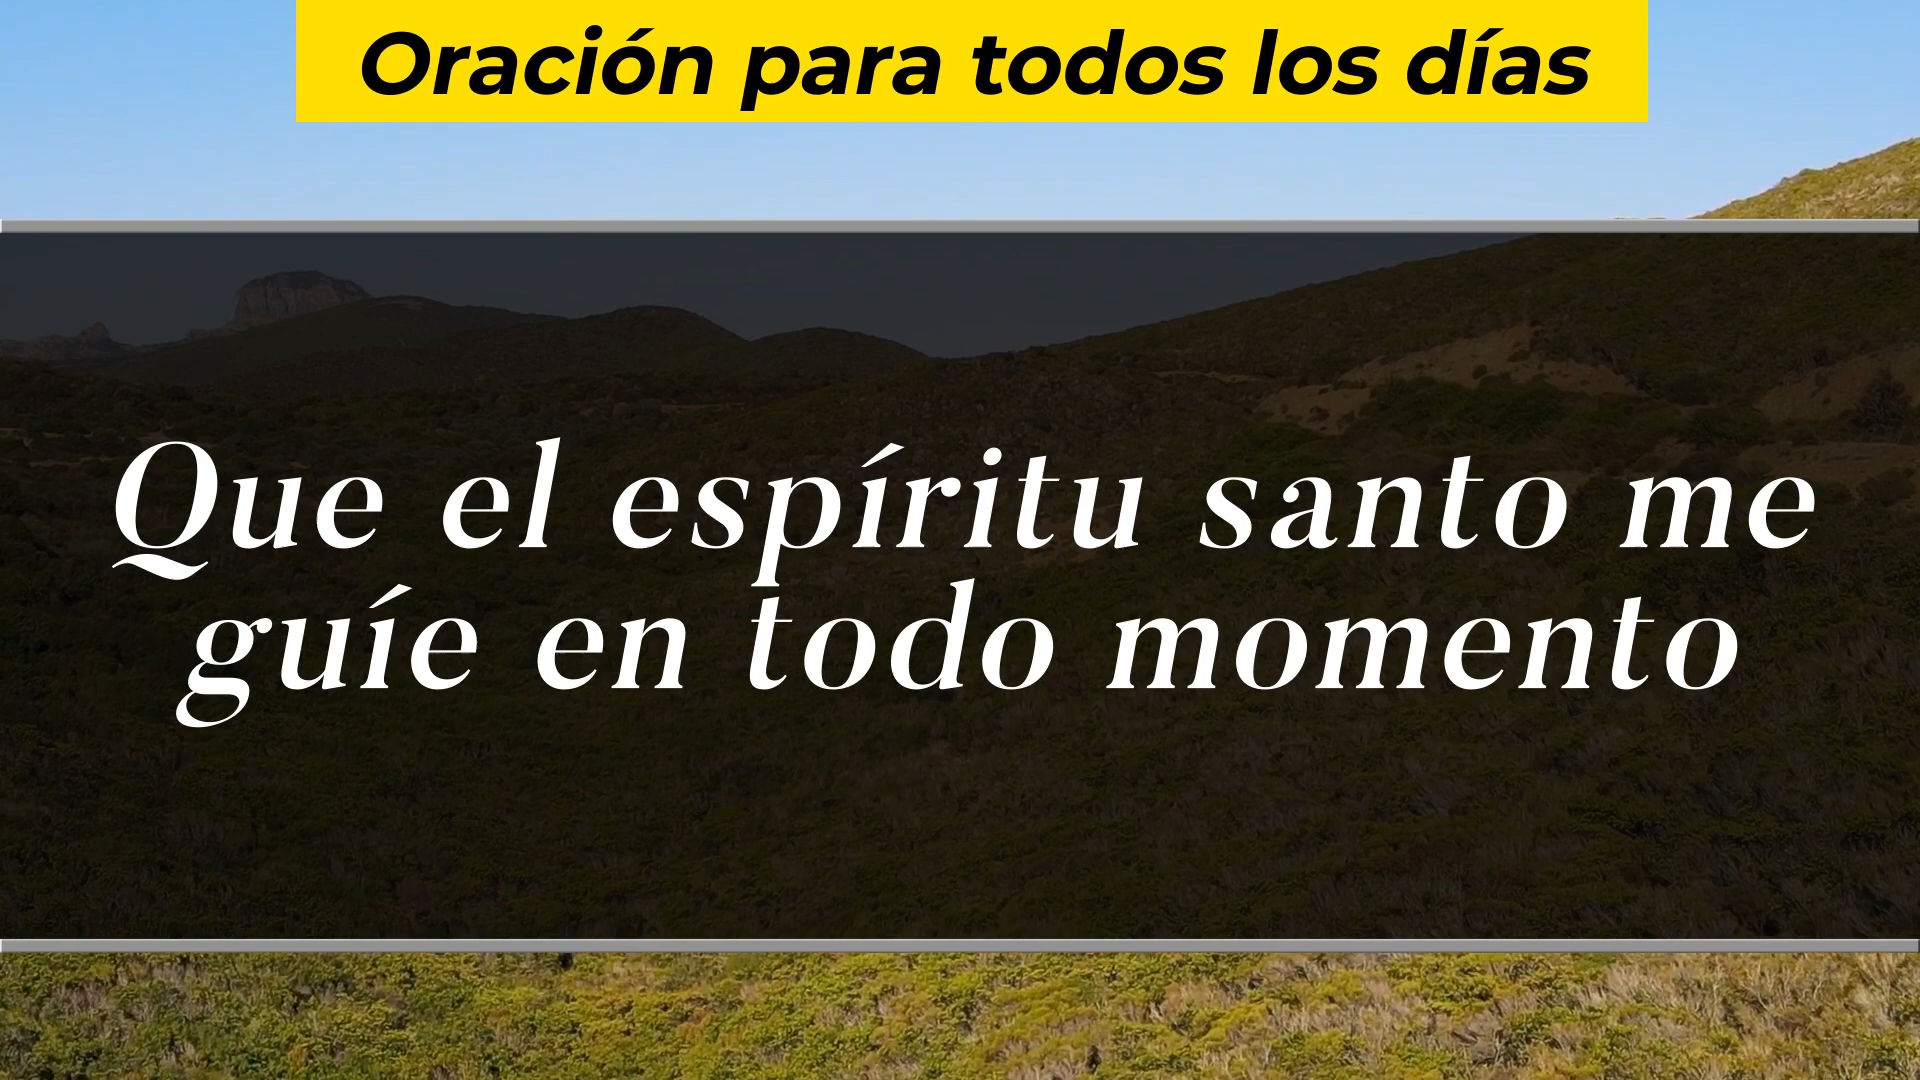 Oración para todos los días
Que el espíritu santo me
guíe en todo momento